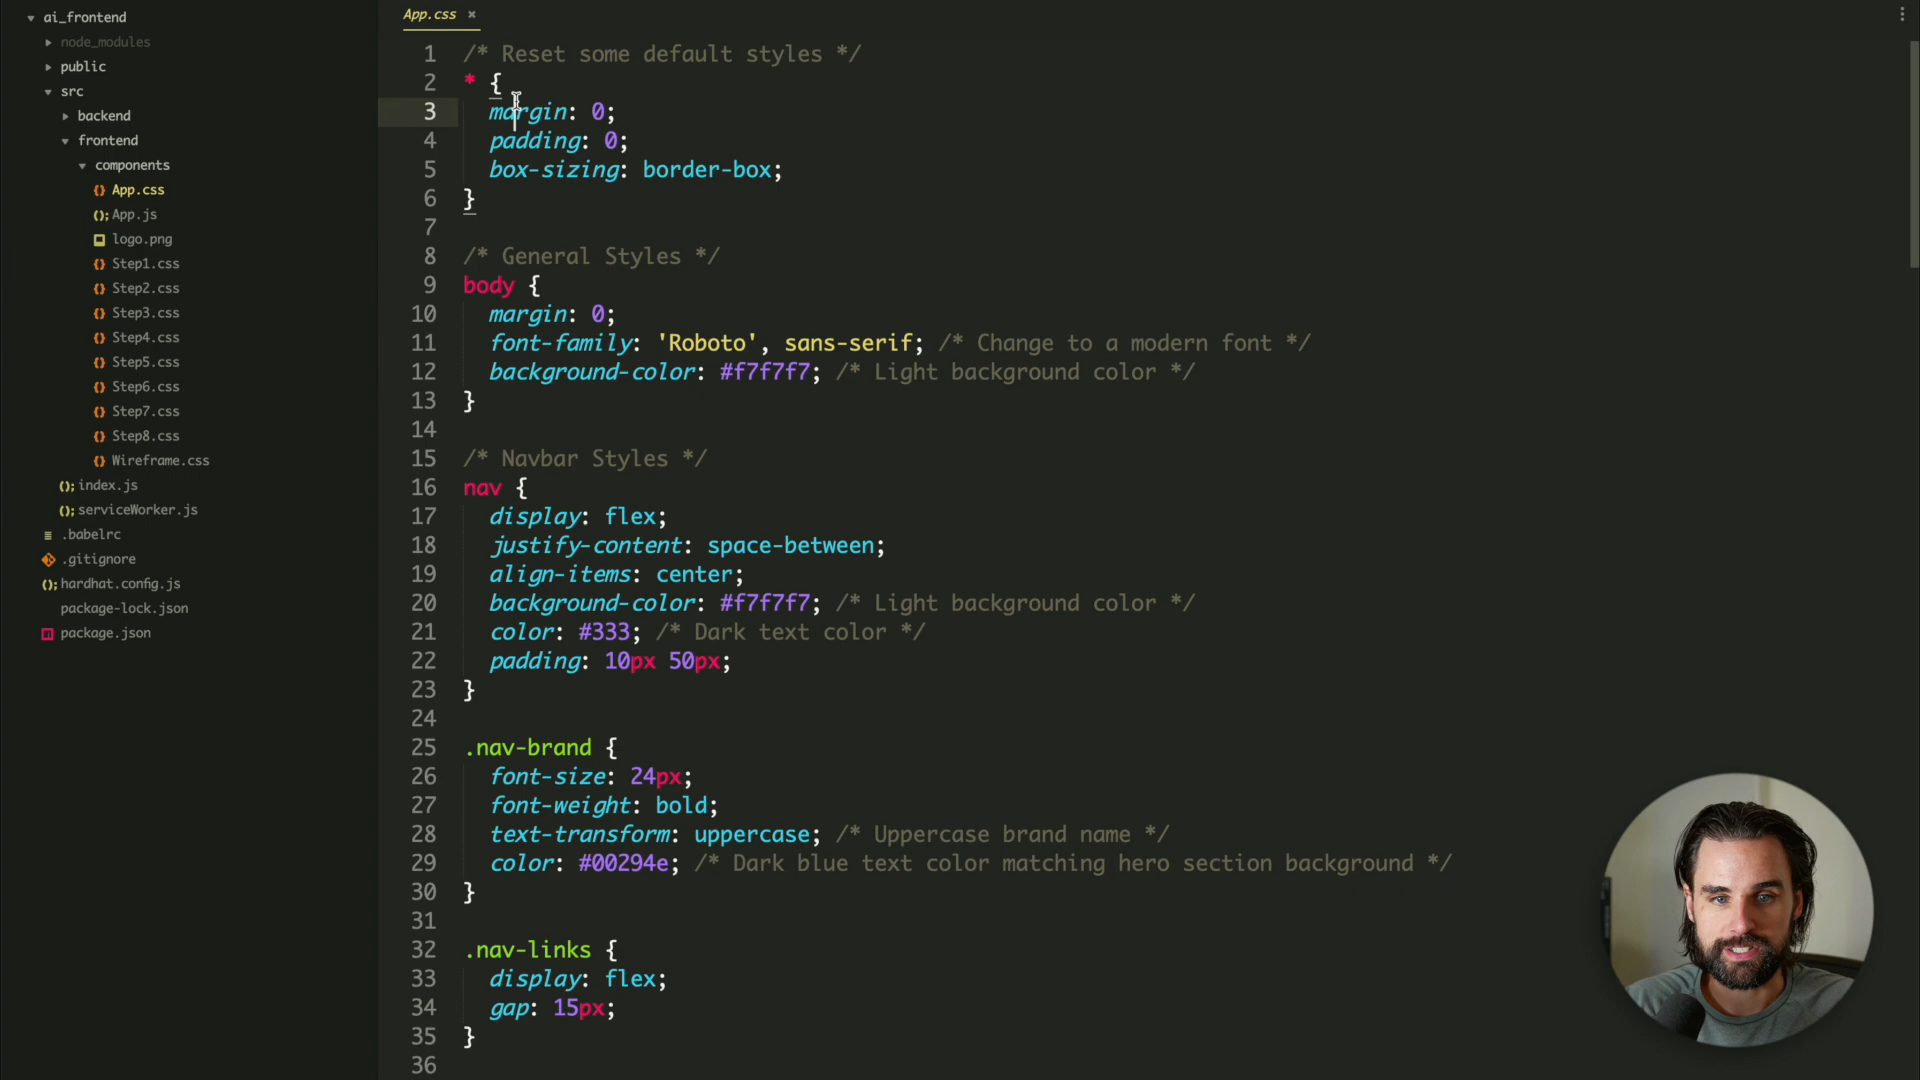 ai_frontend
node_modules
public
src
backend
frontend
components
App.css
App.js
logo.png
Step1.css
Step2.css
Step3.css
Step4.css
Step5.css
Step6.css
Step7.css
Step8.css
Wireframe.css
index.js
serviceWorker.js
.babelrc
.gitignore
hardhat.config.js
package-lock.json
package.json
App.css ×
1 /* Reset some default styles */
2 * {
3 margin: 0;
4 padding: 0;
5 box-sizing: border-box;
6 }
7
8 /* General Styles */
9 body {
10 margin: 0;
11 font-family: 'Roboto', sans-serif; /* Change to a modern font */
12 background-color: #f7f7f7; /* Light background color */
13 }
14
15 /* Navbar Styles */
16 nav {
17 display: flex;
18 justify-content: space-between;
19 align-items: center;
20 background-color: #f7f7f7; /* Light background color */
21 color: #333; /* Dark text color */
22 padding: 10px 50px;
23 }
24
25 .nav-brand {
26 font-size: 24px;
27 font-weight: bold;
28 text-transform: uppercase; /* Uppercase brand name */
29 color: #00294e; /* Dark blue text color matching hero section background */
30 }
31
32 .nav-links {
33 display: flex;
34 gap: 15px;
35 }
36